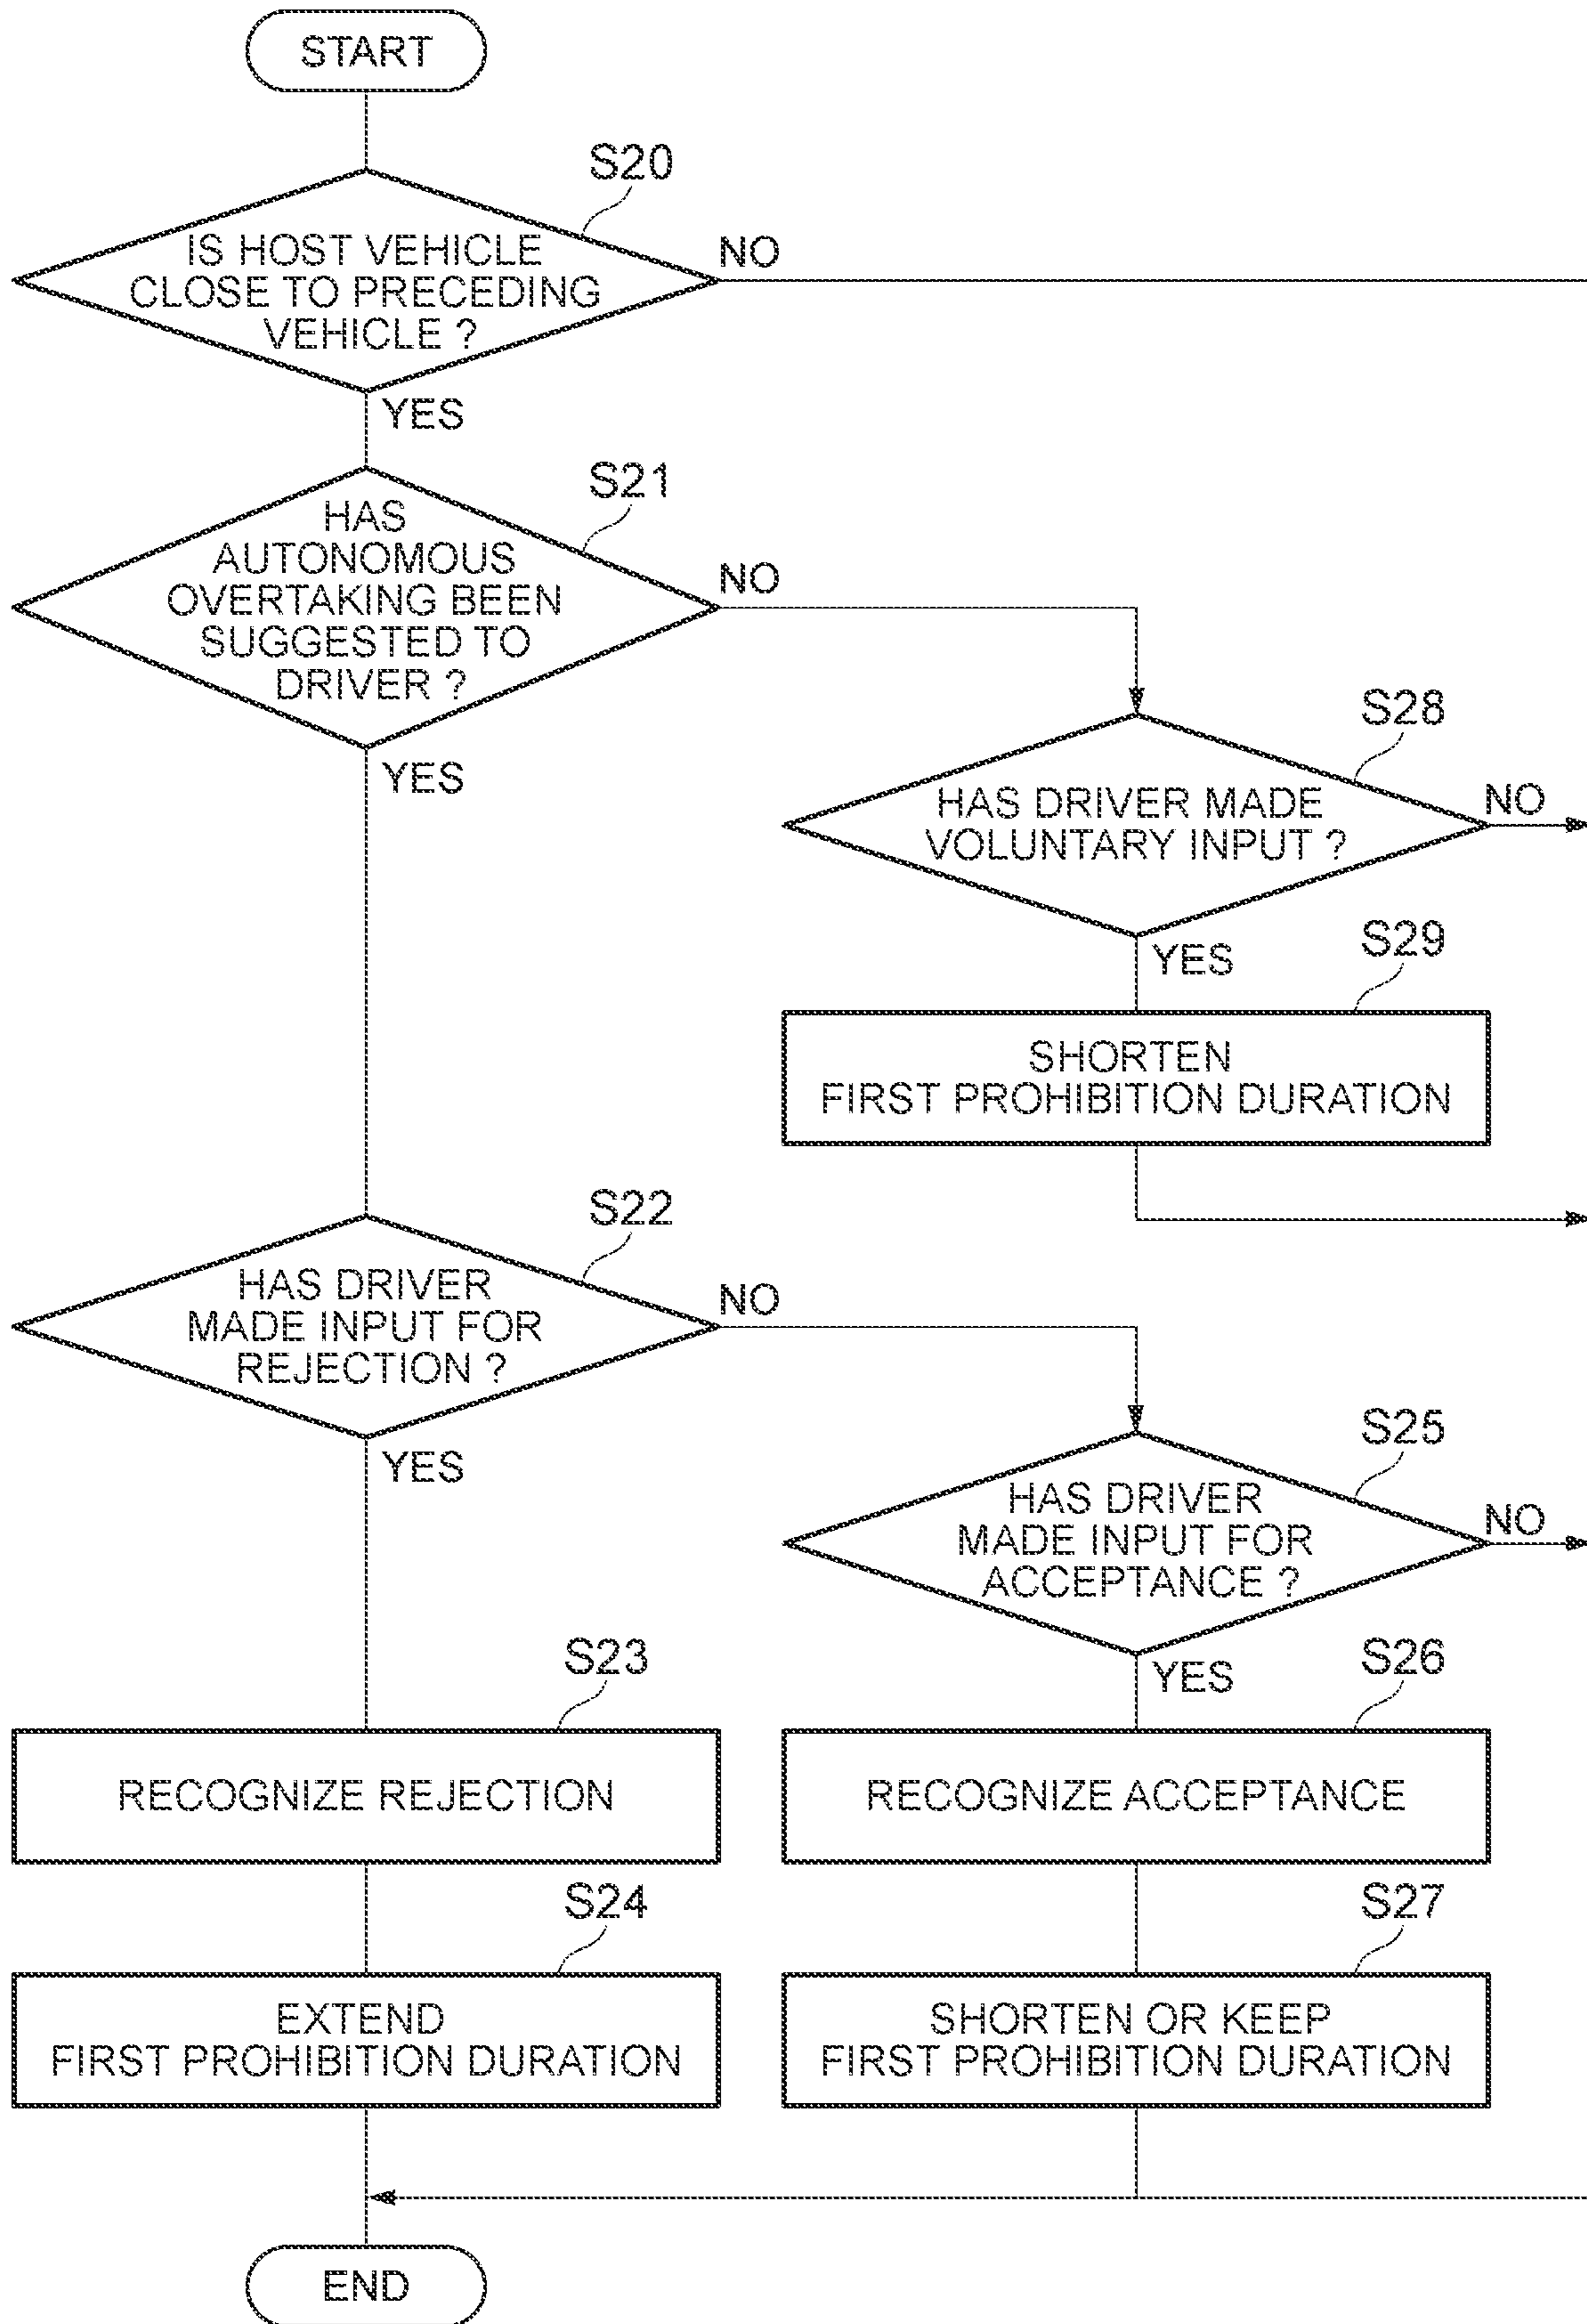 START
S20
IS HOST VEHICLE
CLOSE TO PRECEDING
VEHICLE ?
NO
YES
S21
HAS
AUTONOMOUS
OVERTAKING BEEN
SUGGESTED TO
DRIVER ?
NO
YES
S28
HAS DRIVER MADE
VOLUNTARY INPUT ?
NO
YES
S29
SHORTEN
FIRST PROHIBITION DURATION
S22
HAS DRIVER
MADE INPUT FOR
REJECTION ?
NO
YES
S25
HAS DRIVER
MADE INPUT FOR
ACCEPTANCE ?
NO
YES
S23
RECOGNIZE REJECTION
S26
RECOGNIZE ACCEPTANCE
S24
EXTEND
FIRST PROHIBITION DURATION
S27
SHORTEN OR KEEP
FIRST PROHIBITION DURATION
END